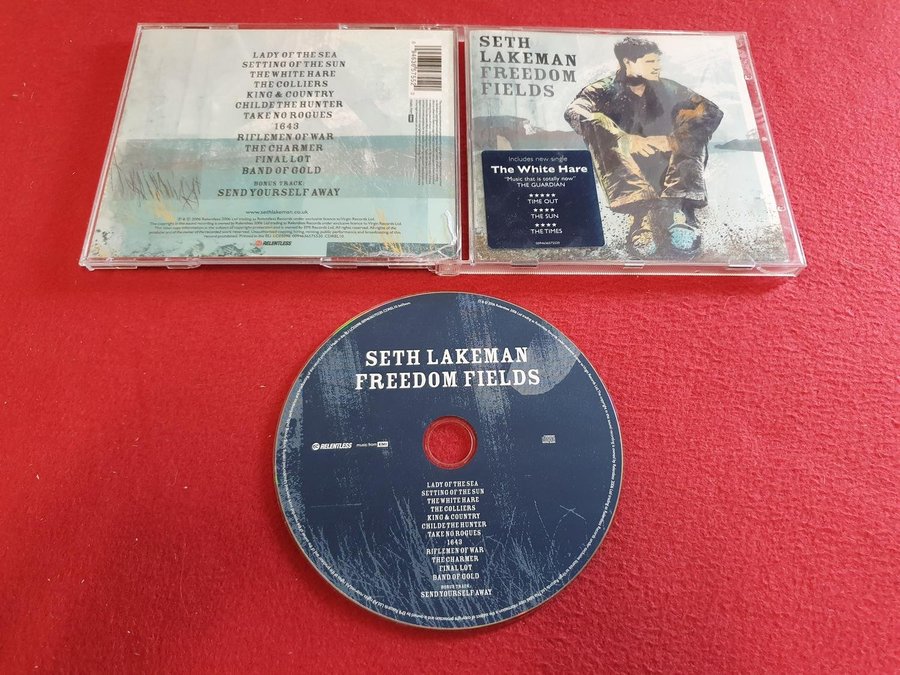 LADY OF THE SEA
SETTING OF THE SUN
THE WHITE HARE
THE COLLIERS
KING & COUNTRY
CHILDE THE HUNTER
TAKE NO ROGUES
1643
RIFLEMEN OF WAR
THE CHARMER
FINAL LOT
BAND OF GOLD
BONUS TRACK:
SEND YOURSELF AWAY
www.sethlakeman.co.uk
RELENTLESS
SETH
LAKEMAN
FREEDOM
FIELDS
Includes new single
The White Hare
"Music that is totally now"
THE GUARDIAN
★★★★★
TIME OUT
★★★★
THE SUN
★★★★
THE TIMES
SETH LAKEMAN
FREEDOM FIELDS
RELENTLESS
music from EMI
LADY OF THE SEA
SETTING OF THE SUN
THE WHITE HARE
THE COLLIERS
KING & COUNTRY
CHILDE THE HUNTER
TAKE NO ROGUES
1643
RIFLEMEN OF WAR
THE CHARMER
FINAL LOT
BAND OF GOLD
BONUS TRACK:
SEND YOURSELF AWAY